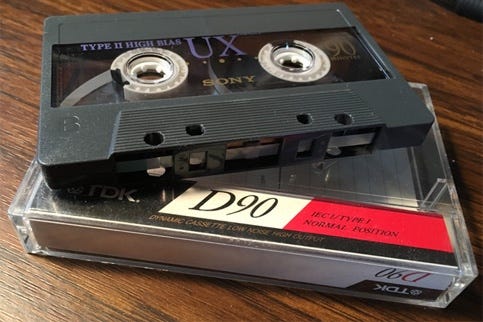 TYPE II HIGH BIAS UX
90
SONY
B
TDK
D90
IEC I / TYPE I
NORMAL POSITION
DYNAMIC CASSETTE LOW NOISE HIGH OUTPUT
D90
TDK